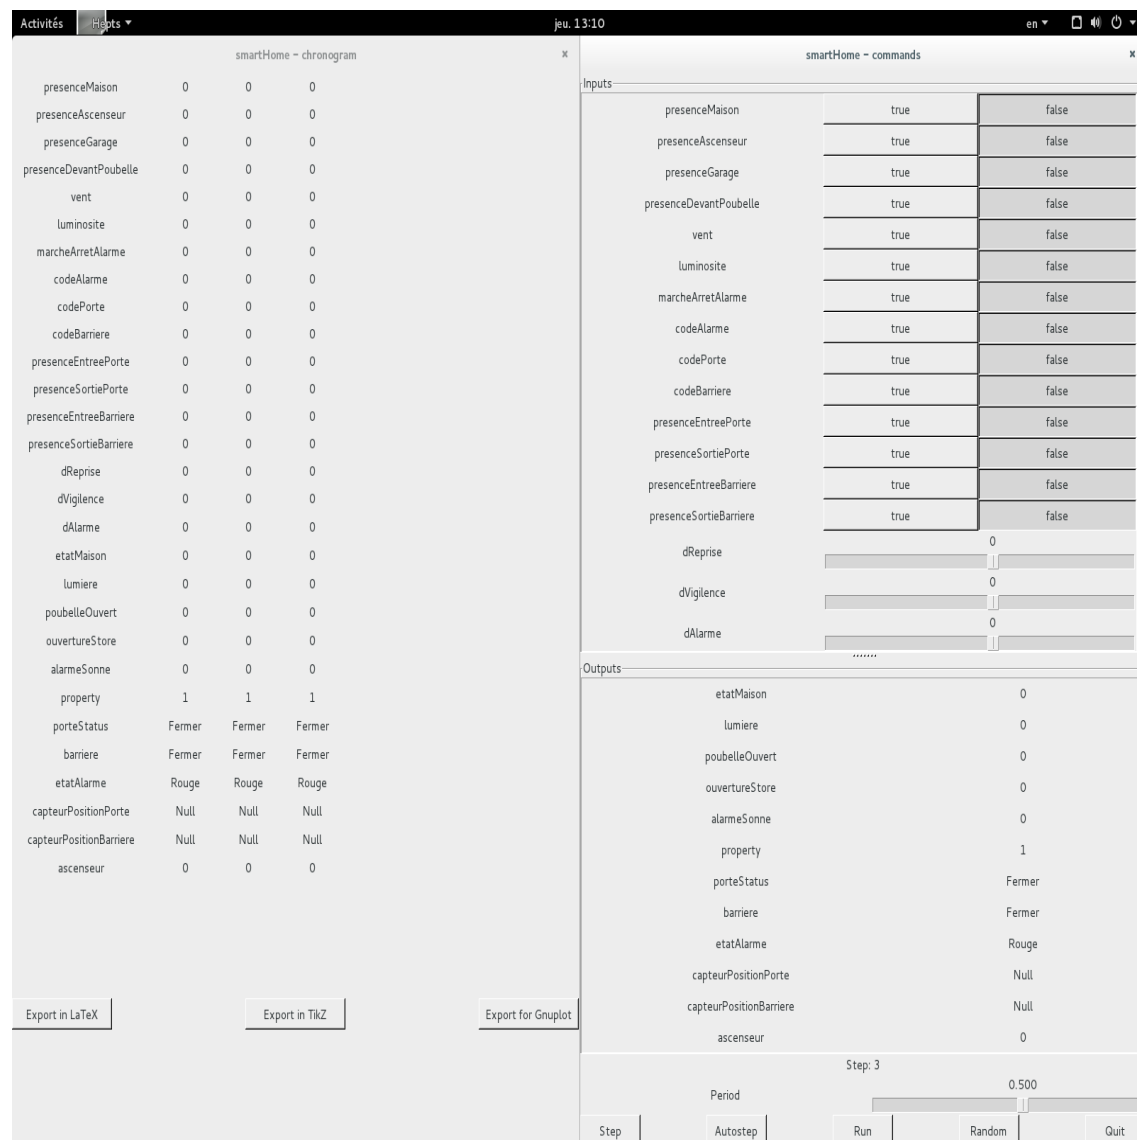 Activités Hepts jeu. 13:10 en
smartHome - chronogram x
presenceMaison 0 0 0
presenceAscenseur 0 0 0
presenceGarage 0 0 0
presenceDevantPoubelle 0 0 0
vent 0 0 0
luminosite 0 0 0
marcheArretAlarme 0 0 0
codeAlarme 0 0 0
codePorte 0 0 0
codeBarriere 0 0 0
presenceEntreePorte 0 0 0
presenceSortiePorte 0 0 0
presenceEntreeBarriere 0 0 0
presenceSortieBarriere 0 0 0
dReprise 0 0 0
dVigilence 0 0 0
dAlarme 0 0 0
etatMaison 0 0 0
lumiere 0 0 0
poubelleOuvert 0 0 0
ouvertureStore 0 0 0
alarmeSonne 0 0 0
property 1 1 1
porteStatus Fermer Fermer Fermer
barriere Fermer Fermer Fermer
etatAlarme Rouge Rouge Rouge
capteurPositionPorte Null Null Null
capteurPositionBarriere Null Null Null
ascenseur 0 0 0
Export in LaTeX Export in TikZ Export for Gnuplot
smartHome - commands x
Inputs
presenceMaison true false
presenceAscenseur true false
presenceGarage true false
presenceDevantPoubelle true false
vent true false
luminosite true false
marcheArretAlarme true false
codeAlarme true false
codePorte true false
codeBarriere true false
presenceEntreePorte true false
presenceSortiePorte true false
presenceEntreeBarriere true false
presenceSortieBarriere true false
dReprise 0
dVigilence 0
dAlarme 0
Outputs
etatMaison 0
lumiere 0
poubelleOuvert 0
ouvertureStore 0
alarmeSonne 0
property 1
porteStatus Fermer
barriere Fermer
etatAlarme Rouge
capteurPositionPorte Null
capteurPositionBarriere Null
ascenseur 0
Step: 3
Period 0.500
Step Autostep Run Random Quit